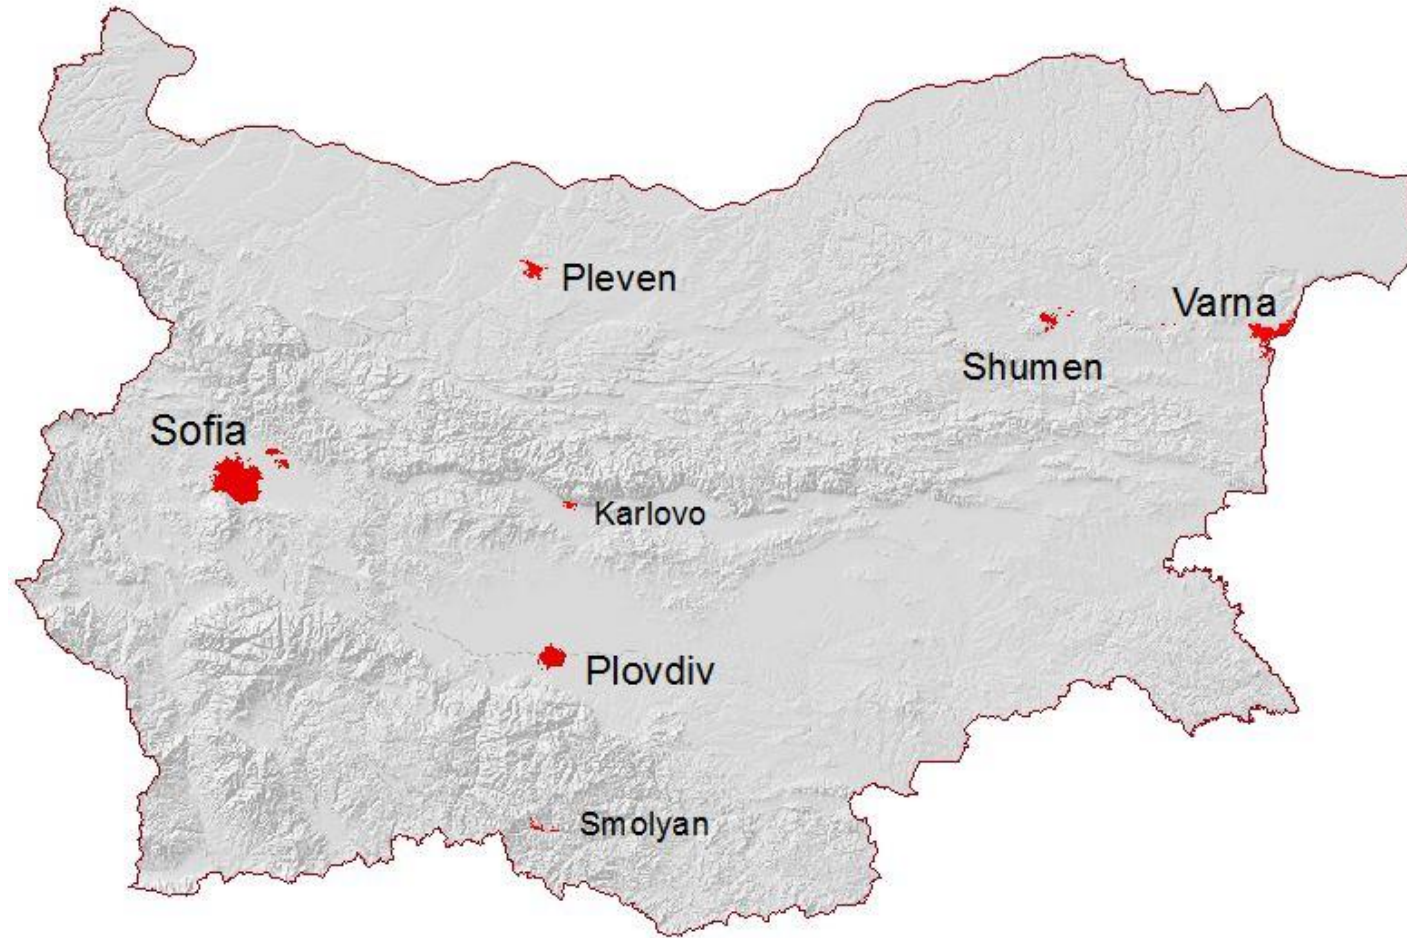 Pleven
Varna
Shumen
Sofia
Karlovo
Plovdiv
Smolyan